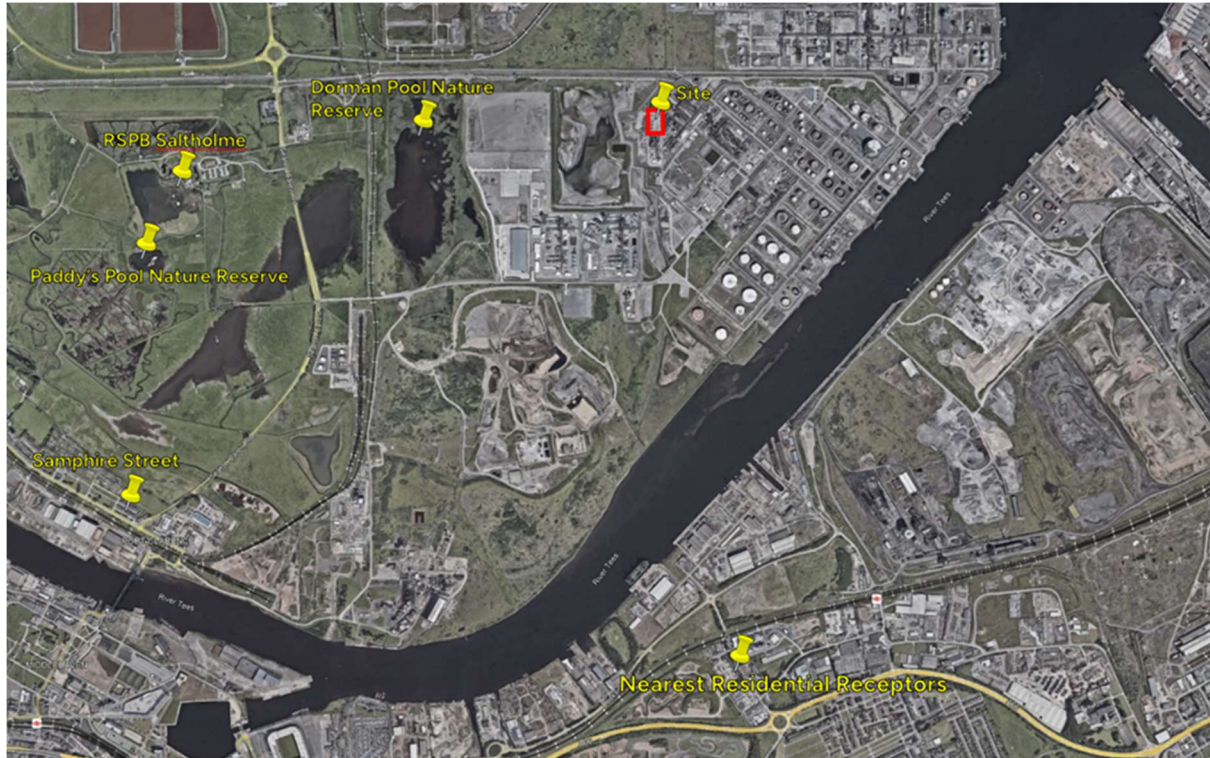 Dorman Pool Nature
Reserve
Site
RSPB Saltholme
River Tees
Paddy's Pool Nature Reserve
Samphire Street
River Tees
River Tees
Nearest Residential Receptors